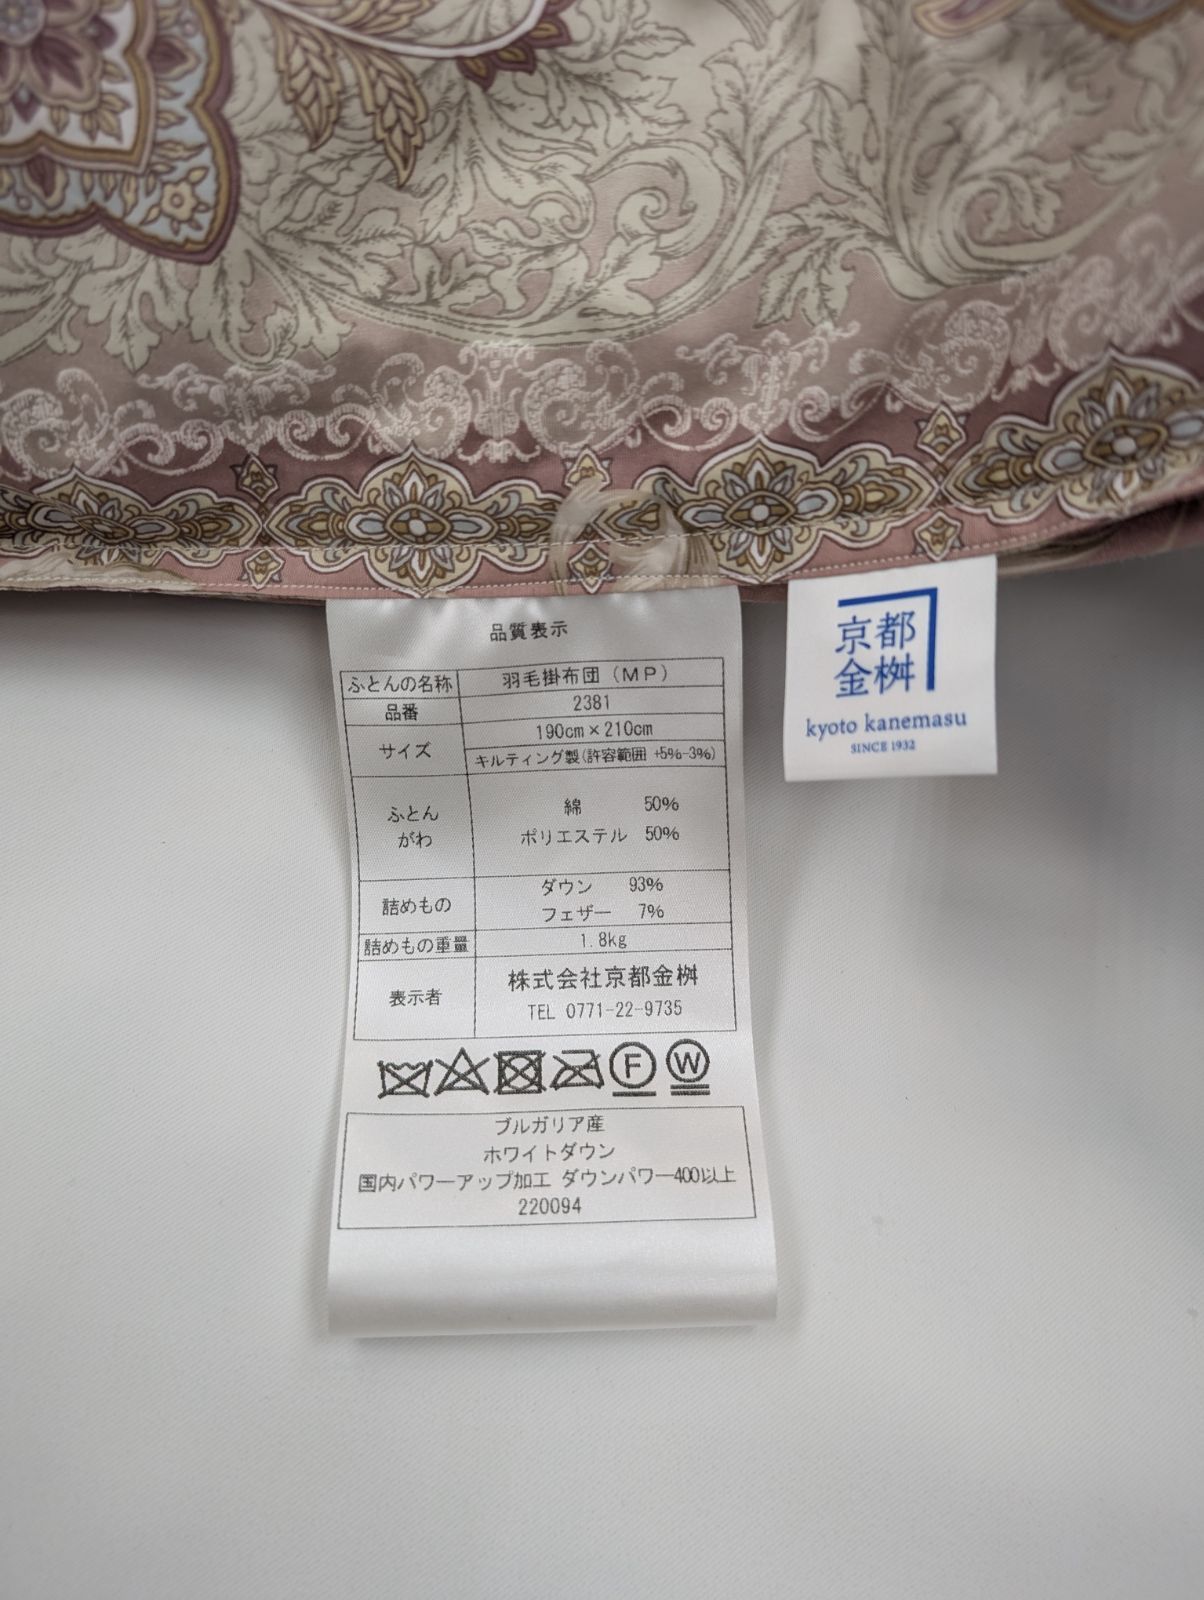 品質表示
ふとんの名称 羽毛掛布団(MP)
品番 2381
サイズ 190cm×210cm
キルティング製(許容範囲 +5%-3%)
ふとん
がわ
綿 50%
ポリエステル 50%
詰めもの
ダウン 93%
フェザー 7%
詰めもの重量 1.8kg
表示者
株式会社京都金桝
TEL 0771-22-9735
F W
ブルガリア産
ホワイトダウン
国内パワーアップ加工 ダウンパワー400以上
220094
京都
金桝
kyoto kanemasu
SINCE 1932